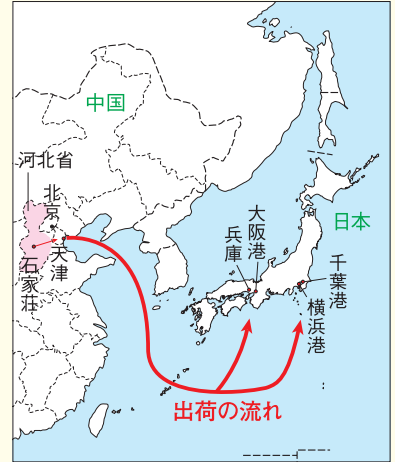 中国
河北省
北京
天津
石家荘
日本
大阪港
兵庫
千葉港
横浜港
出荷の流れ